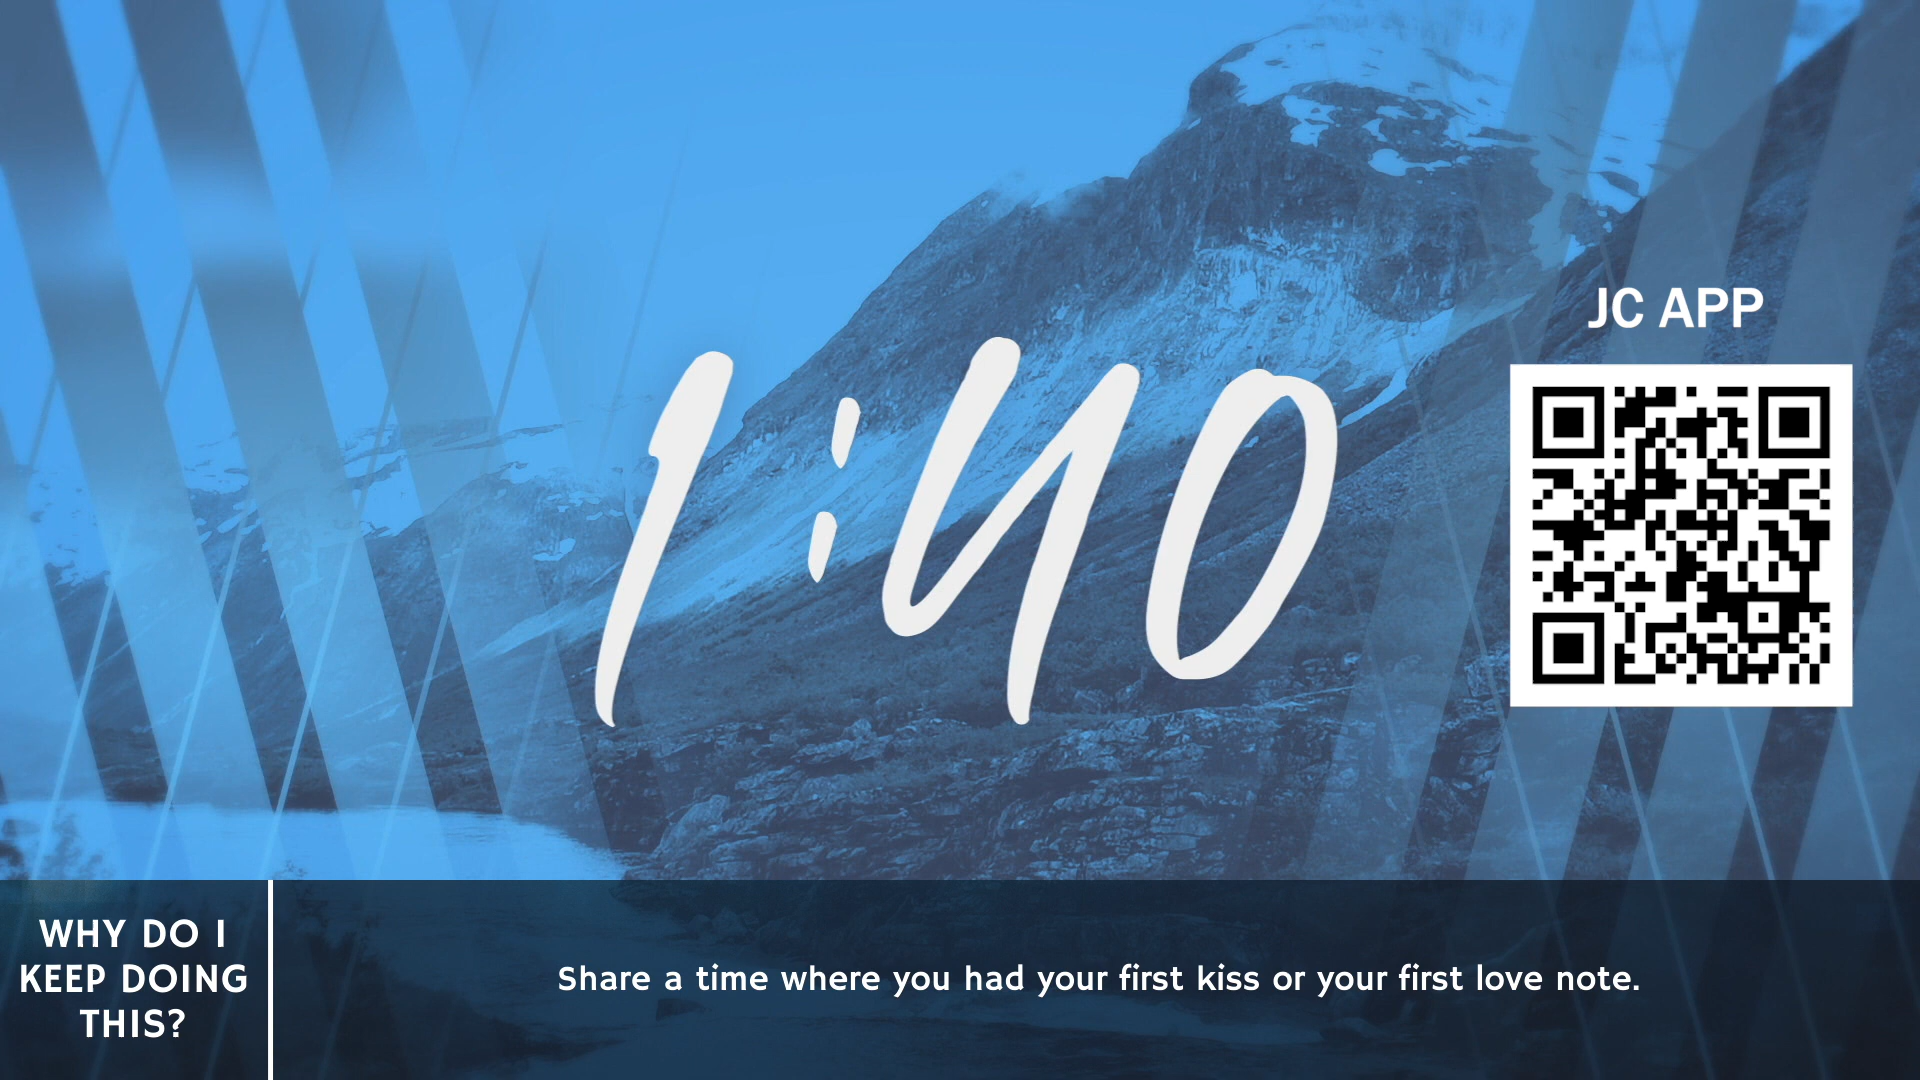 1:40
JC APP
WHY DO I
KEEP DOING
THIS?
Share a time where you had your first kiss or your first love note.